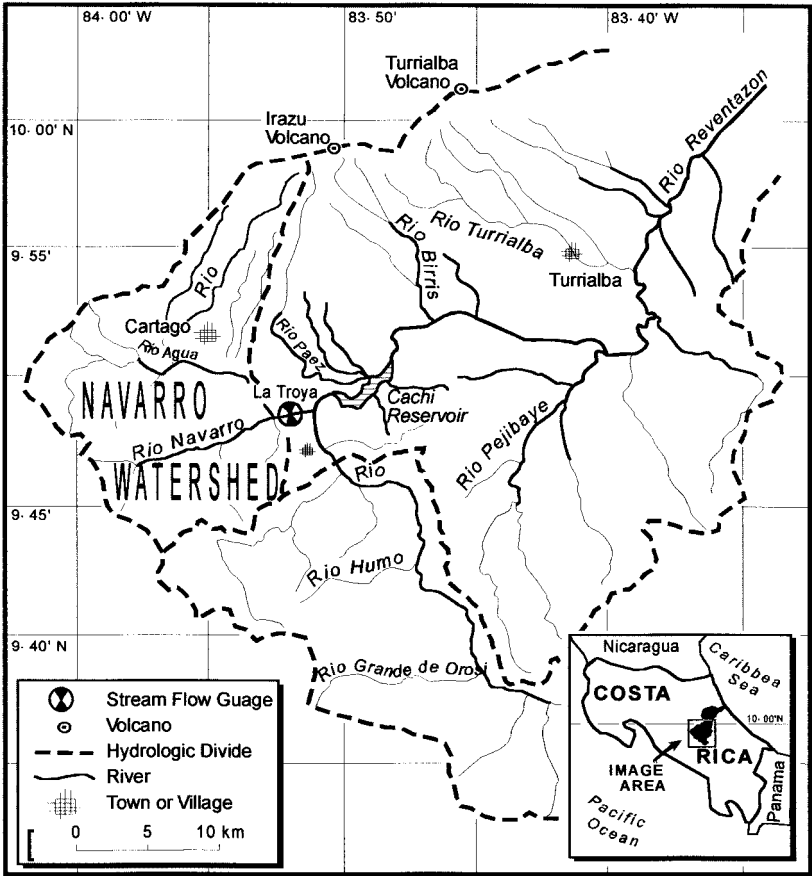 84· 00' W
83· 50'
83· 40' W
Turrialba
Volcano
Irazu
Volcano
10· 00' N
Rio Reventazon
9· 55'
Rio Turrialba
Rio Birris
Rio
Turrialba
Cartago
Rio Agua
Rio Paez
NAVARRO
La Troya
Cachi
Reservoir
Rio Navarro
Rio Pejibaye
WATERSHED
Rio
9· 45'
Rio Humo
9· 40' N
Rio Grande de Orosi
Stream Flow Guage
Volcano
Hydrologic Divide
River
Town or Village
0 5 10 km
Nicaragua
Caribbea
Sea
COSTA
10· 00'N
RICA
IMAGE
AREA
Panama
Pacific
Ocean